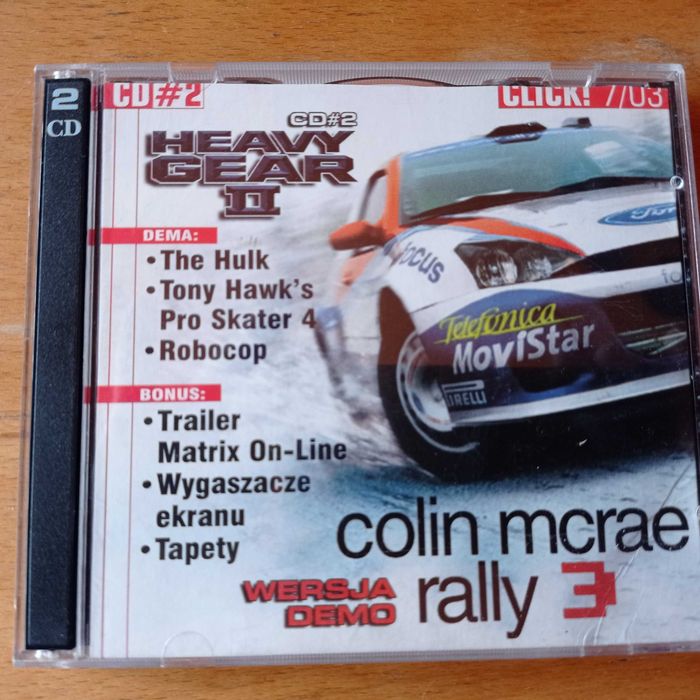 2
CD
CD#2
CLICK! 7/03
CD#2
HEAVY
GEAR
II
DEMA:
•The Hulk
•Tony Hawk's
Pro Skater 4
•Robocop
BONUS:
•Trailer
Matrix On-Line
•Wygaszacze
ekranu
•Tapety
Ford
focus
fo
Telefonica
MoviStar
PIRELLI
colin mcrae
rally 3
WERSJA
DEMO